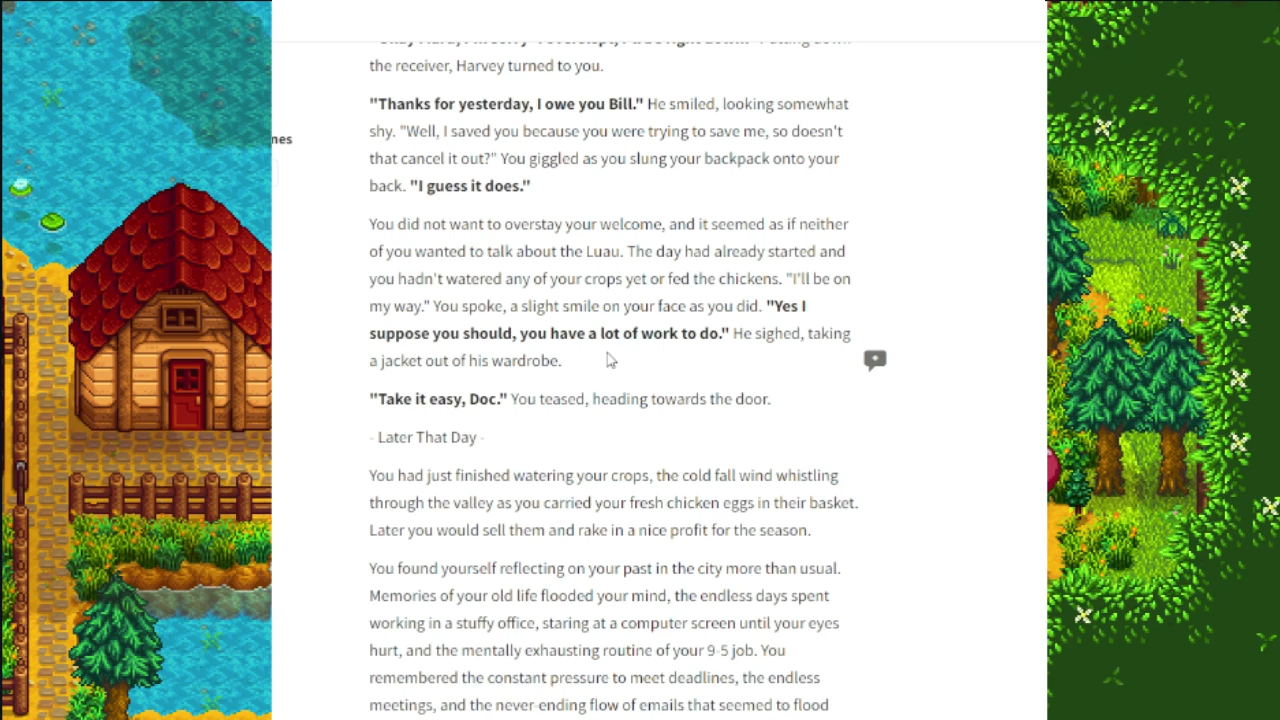 the receiver, Harvey turned to you.
nes
"Thanks for yesterday, I owe you Bill." He smiled, looking somewhat
shy. "Well, I saved you because you were trying to save me, so doesn't
that cancel it out?" You giggled as you slung your backpack onto your
back. "I guess it does."
You did not want to overstay your welcome, and it seemed as if neither
of you wanted to talk about the Luau. The day had already started and
you hadn't watered any of your crops yet or fed the chickens. "I'll be on
my way." You spoke, a slight smile on your face as you did. "Yes I
suppose you should, you have a lot of work to do." He sighed, taking
a jacket out of his wardrobe.
"Take it easy, Doc." You teased, heading towards the door.
- Later That Day -
You had just finished watering your crops, the cold fall wind whistling
through the valley as you carried your fresh chicken eggs in their basket.
Later you would sell them and rake in a nice profit for the season.
You found yourself reflecting on your past in the city more than usual.
Memories of your old life flooded your mind, the endless days spent
working in a stuffy office, staring at a computer screen until your eyes
hurt, and the mentally exhausting routine of your 9-5 job. You
remembered the constant pressure to meet deadlines, the endless
meetings, and the never-ending flow of emails that seemed to flood